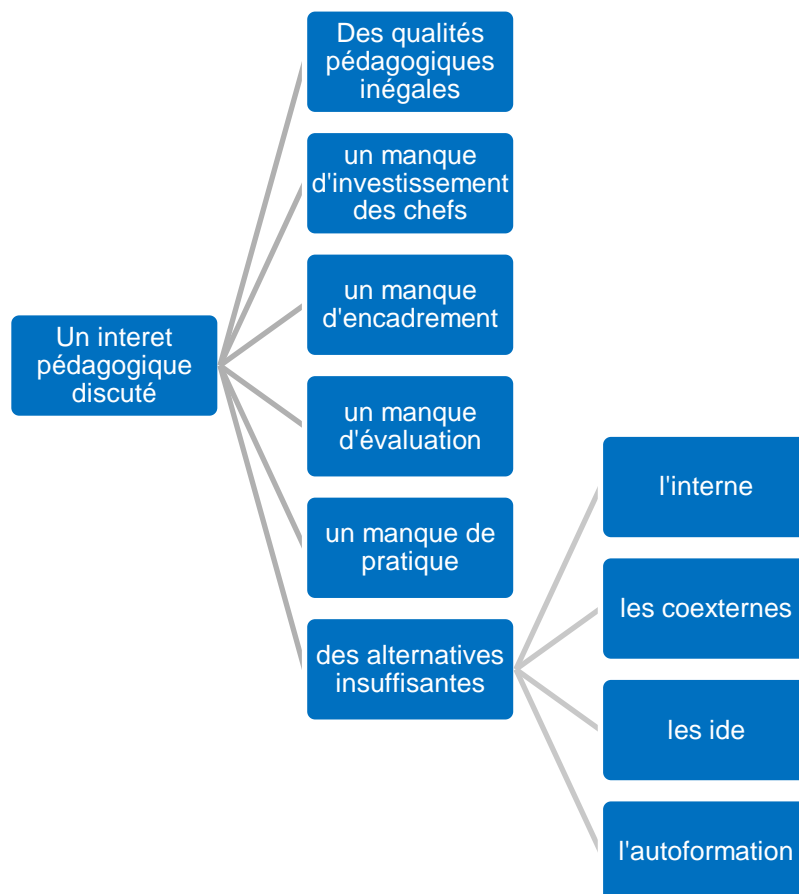 Des qualités
pédagogiques
inégales
un manque
d'investissement
des chefs
un manque
d'encadrement
Un interet
pédagogique
discuté
un manque
d'évaluation
l'interne
un manque de
pratique
les coexternes
des alternatives
insuffisantes
les ide
l'autoformation